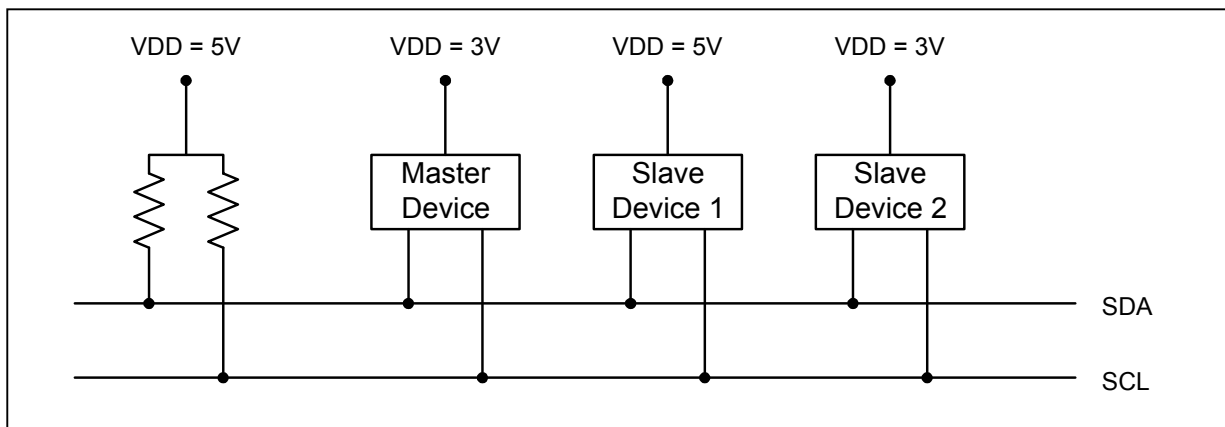 VDD = 5V
VDD = 3V
VDD = 5V
VDD = 3V
Master
Device
Slave
Device 1
Slave
Device 2
SDA
SCL